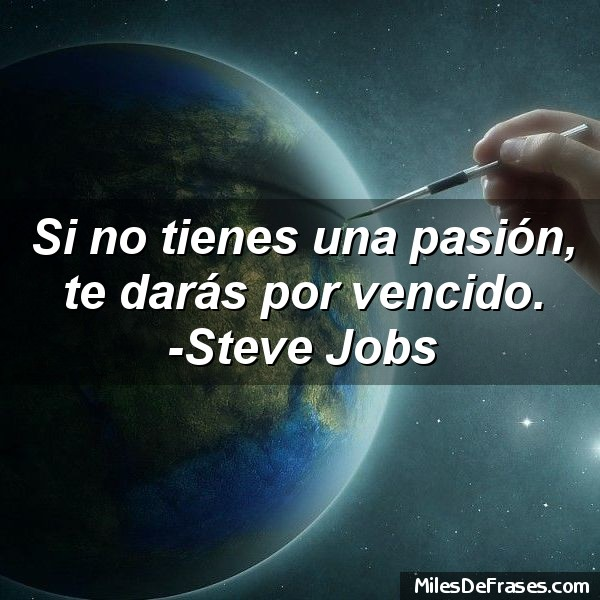 Si no tienes una pasión,
te darás por vencido.
-Steve Jobs
MilesDeFrases.com